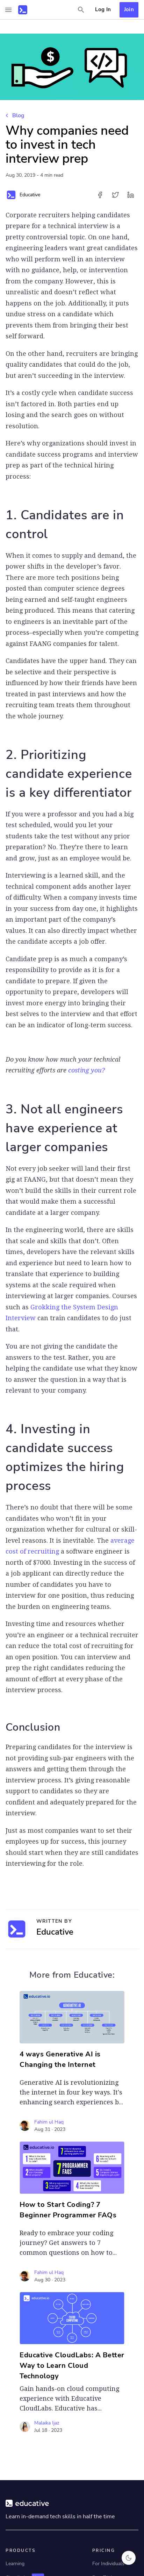 Log In
Join
Blog
Why companies need
to invest in tech
interview prep
Aug 30, 2019 - 4 min read
Educative
Corporate recruiters helping candidates
prepare for a technical interview is a
pretty controversial topic. On one hand,
engineering leaders want great candidates
who will perform well in an interview
with no guidance, help, or intervention
from the company. However, this is
unrealistic and doesn't reflect what
happens on the job. Additionally, it puts
undue stress on a candidate which
prevents them from bringing their best
self forward.
On the other hand, recruiters are bringing
quality candidates that could do the job,
but aren't successful in the interview.
It's a costly cycle when candidate success
isn't factored in. Both parties end up
losing and the search goes on without
resolution.
Here's why organizations should invest in
candidate success programs and interview
prep as part of the technical hiring
process:
1. Candidates are in
control
When it comes to supply and demand, the
power shifts in the developer's favor.
There are more positions being
posted than computer science degrees
being earned and self-taught engineers
being produced. This means that catering
to engineers is an inevitable part of the
process–especially when you're competing
against FAANG companies for talent.
Candidates have the upper hand. They can
be selective and their perspective is
influenced by how their friends have been
treated in past interviews and how the
recruiting team treats them throughout
the whole journey.
2. Prioritizing
candidate experience
is a key differentiator
If you were a professor and you had a big
test scheduled, would you let your
students take the test without any prior
preparation? No. They're there to learn
and grow, just as an employee would be.
Interviewing is a learned skill, and the
technical component adds another layer
of difficulty. When a company invests time
in your success from day one, it highlights
an important part of the company's
values. It can also directly impact whether
the candidate accepts a job offer.
Candidate prep is as much a company's
responsibility to provide as it is for a
candidate to prepare. If given the
opportunity to prepare, developers will
invest more energy into bringing their
best selves to the onsite and that effort
can be an indicator of long-term success.
Do you know how much your technical
recruiting efforts are costing you?
3. Not all engineers
have experience at
larger companies
Not every job seeker will land their first
gig at FAANG, but that doesn't mean they
won't build the skills in their current role
that would make them a successful
candidate at a larger company.
In the engineering world, there are skills
that scale and skills that don't. Often
times, engineers will have the raw skills
and experience but need to learn how to
translate that experience to building
systems at the scale required when
interviewing at larger companies. Courses
such as Grokking the System Design
Interview can train candidates to do just
that.
You are not giving the candidate the
answers to the test. Rather, you are
helping the candidate use what they know
to answer the question in a way that is
relevant to your company.
4. Investing in
candidate success
optimizes the hiring
process
There's no doubt that there will be some
candidates who won't fit in your
organization whether for cultural or skill-
level reasons. It is inevitable. The average
cost of recruiting a software engineer is
north of $7000. Investing in the success of
candidates can drastically reduce the
number of candidates you will have to
interview for one position, thus reducing
the burden on engineering teams.
Investing time and resources whether
you're an engineer or a technical recruiter
can reduce the total cost of recruiting for
an open position. You can interview and
prep the right candidates reducing the
amount of effort at every phase of the
interview process.
Conclusion
Preparing candidates for the interview is
not providing sub-par engineers with the
answers and getting them through the
interview process. It's giving reasonable
access to candidates that are just as
confident and adequately prepared for the
interview.
Just as most companies want to set their
employees up for success, this journey
should start when they are still candidates
interviewing for the role.
WRITTEN BY
Educative
More from Educative:
educative.io
4 ways Generative AI is
Changing the Internet
Generative AI is revolutionizing
the internet in four key ways. It's
enhancing search experiences b...
Fahim ul Haq
Aug 31 · 2023
educative.io
PROGRAMMER
FAQS
How to Start Coding? 7
Beginner Programmer FAQs
Ready to embrace your coding
journey? Get answers to 7
common questions on how to...
Fahim ul Haq
Aug 30 · 2023
educative.io
Educative CloudLabs: A Better
Way to Learn Cloud
Technology
Gain hands-on cloud computing
experience with Educative
CloudLabs. Educative has...
Malaika Ijaz
Jul 18 · 2023
educative
Learn in-demand tech skills in half the time
PRODUCTS
PRICING
Learning
For Individuals